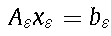 A_ε x_ε = b_ε